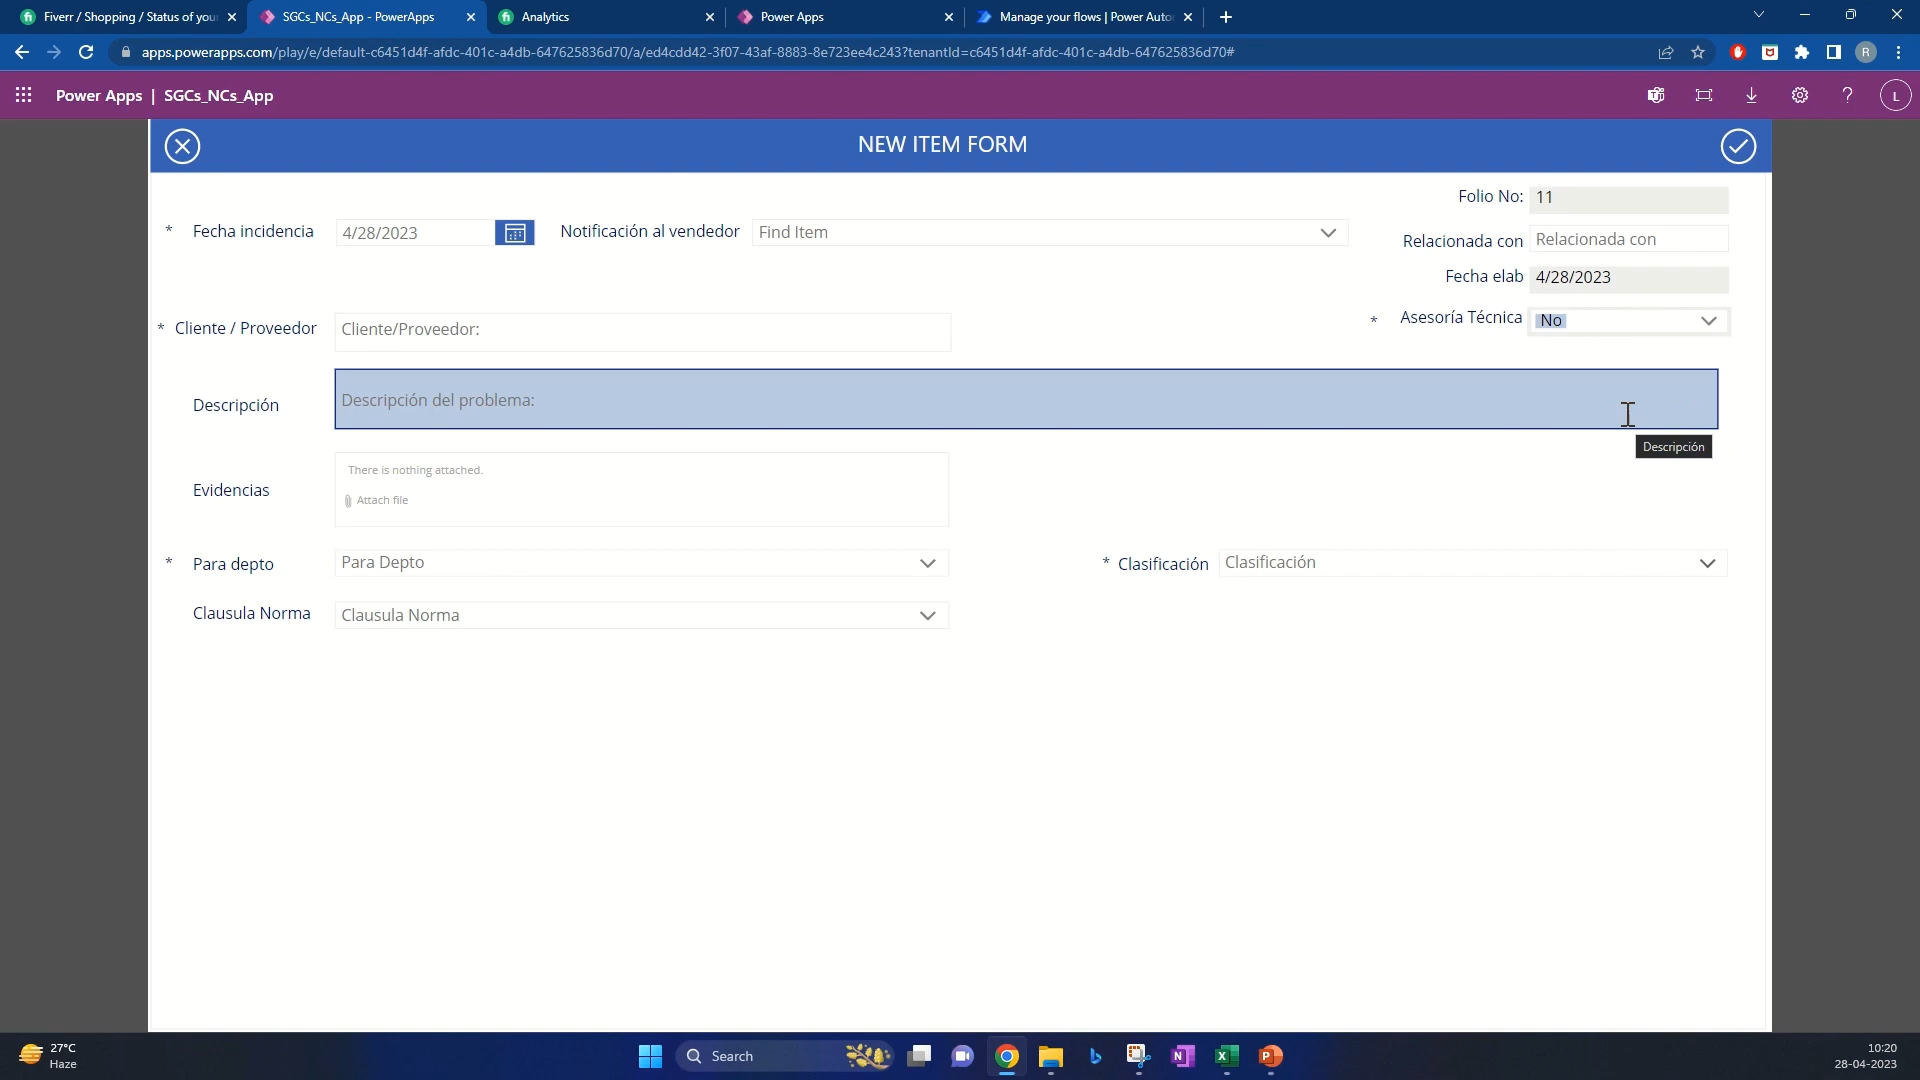 Fiverr / Shopping / Status of your
SGCs_NCs_App - PowerApps
Analytics
Power Apps
Manage your flows | Power Auto
apps.powerapps.com/play/e/default-c6451d4f-afdc-401c-a4db-647625836d70/a/ed4cdd42-3f07-43af-8883-8e723ee4c243?tenantId=c6451d4f-afdc-401c-a4db-647625836d70#
R
Power Apps | SGCs_NCs_App
?
L
NEW ITEM FORM
Folio No: 11
* Fecha incidencia 4/28/2023 Notificación al vendedor Find Item
Relacionada con Relacionada con
Fecha elab 4/28/2023
* Cliente / Proveedor Cliente/Proveedor:
* Asesoría Técnica No
Descripción Descripción del problema:
Descripción
There is nothing attached.
Evidencias
Attach file
* Para depto Para Depto * Clasificación Clasificación
Clausula Norma Clausula Norma
27°C
Haze
Search
10:20
28-04-2023